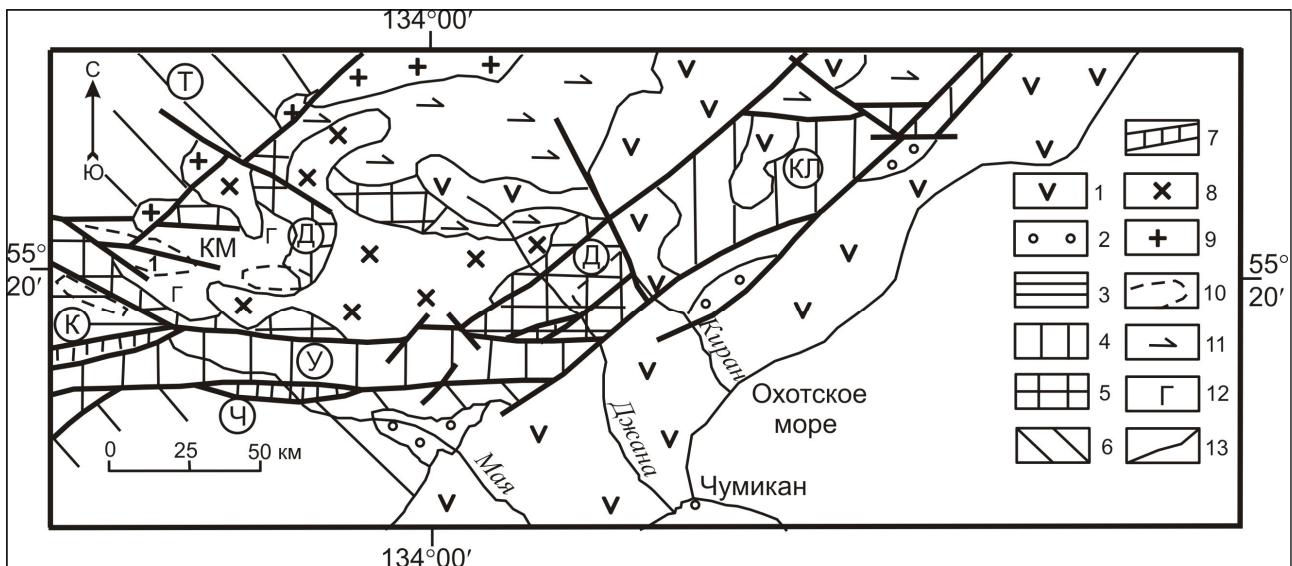 134°00′
С
Ю
Т
КЛ
7
1
8
КМ
Г
Д
2
9
55°
20′
Г
Д
55°
20′
3
10
К
Киран
4
11
У
Охотское
море
5
12
Ч
Джана
6
13
0 25 50 км
Мая
Чумикан
Г
134°00′